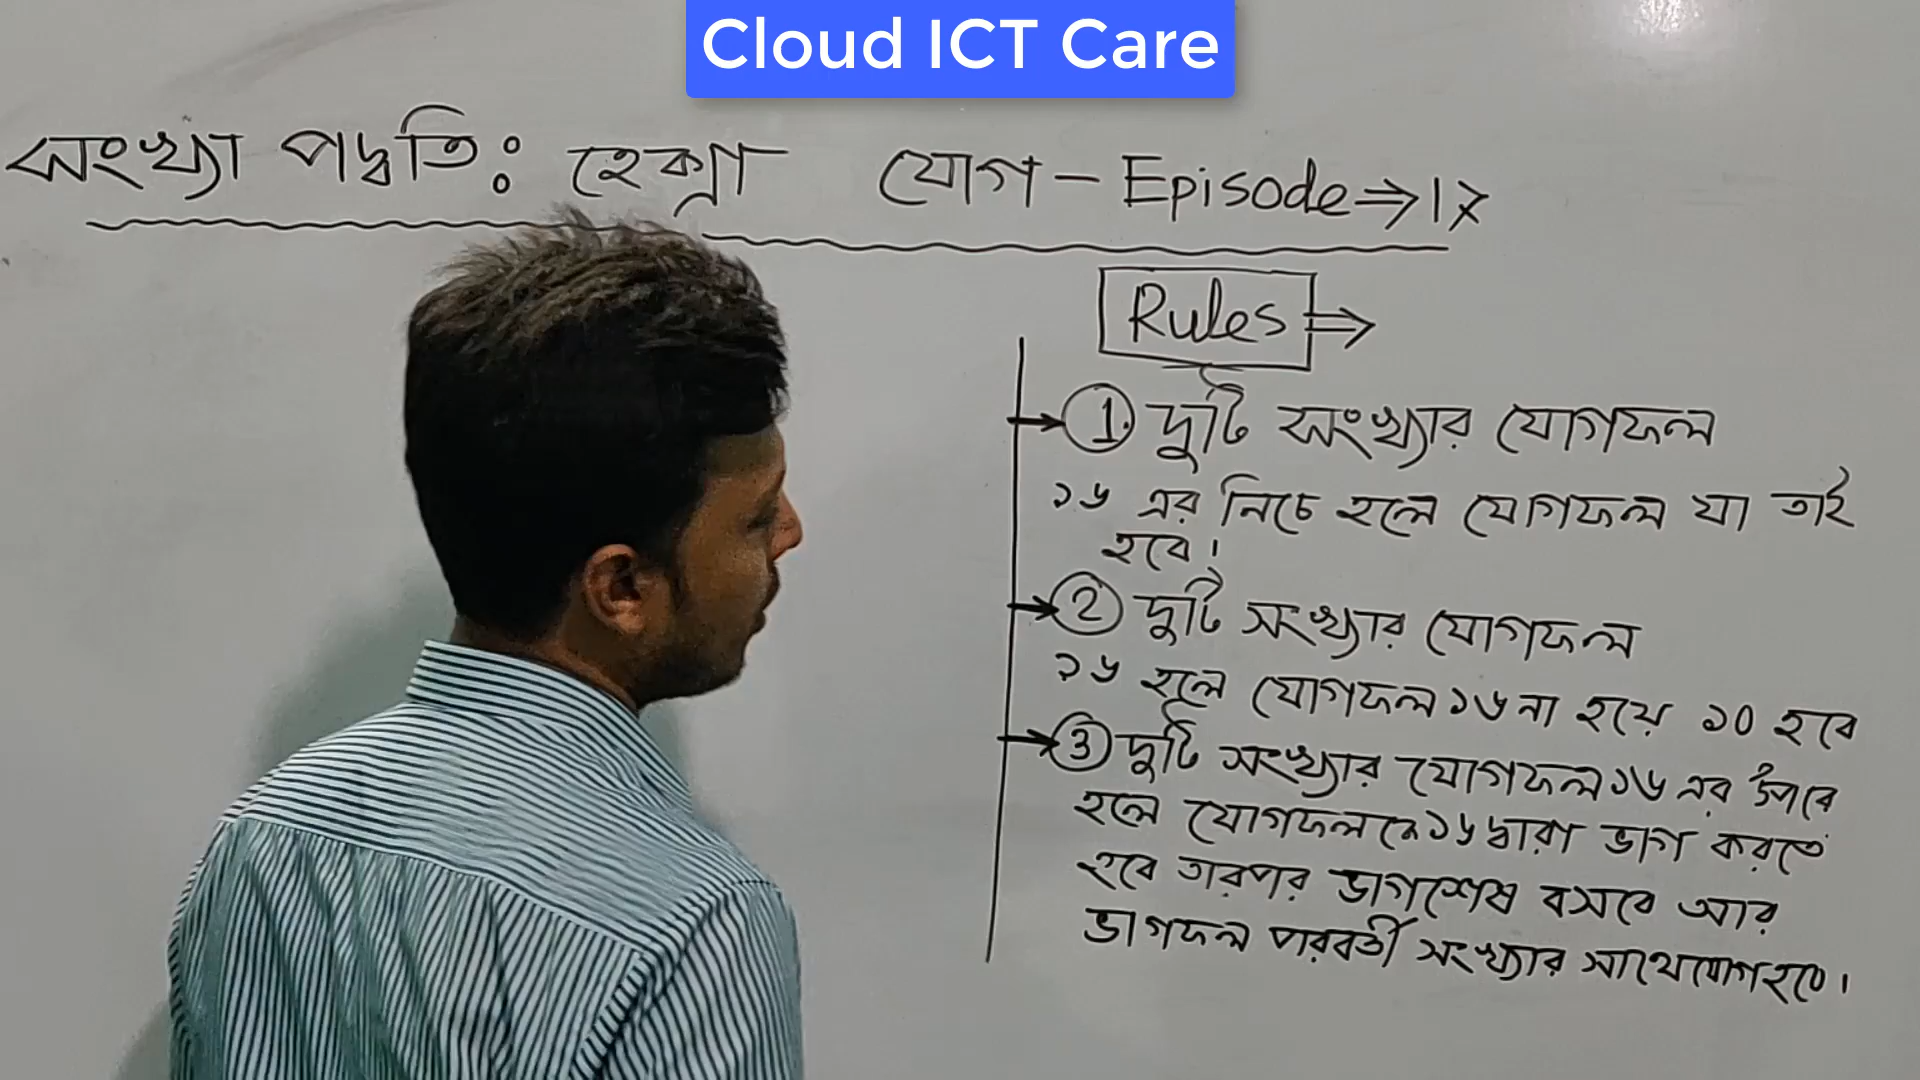 Cloud ICT Care
সংখ্যা পদ্ধতি: হেক্সা যোগ - Episode ⇒ 17
Rules ⇒
→ ① দুটি সংখ্যার যোগফল
১৬ এর নিচে হলে যোগফল যা তাই
হবে।
→ ② দুটি সংখ্যার যোগফল
১৬ হলে যোগফল ১৬ না হয়ে ১০ হবে
→ ③ দুটি সংখ্যার যোগফল ১৬ এর উপরে
হলে যোগফলকে ১৬ দ্বারা ভাগ করতে
হবে তারপর ভাগশেষ বসবে আর
ভাগফল পরবর্তী সংখ্যার সাথে যোগ হবে।